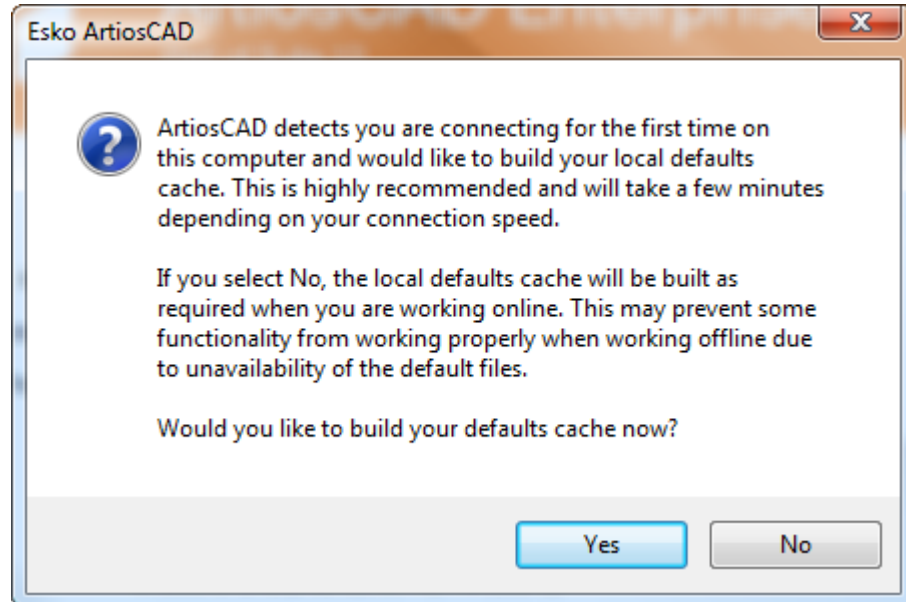 ArtiosCAD Enterprise
Esko ArtiosCAD
ArtiosCAD detects you are connecting for the first time on
this computer and would like to build your local defaults
cache. This is highly recommended and will take a few minutes
depending on your connection speed.
If you select No, the local defaults cache will be built as
required when you are working online. This may prevent some
functionality from working properly when working offline due
to unavailability of the default files.
Would you like to build your defaults cache now?
Yes
No